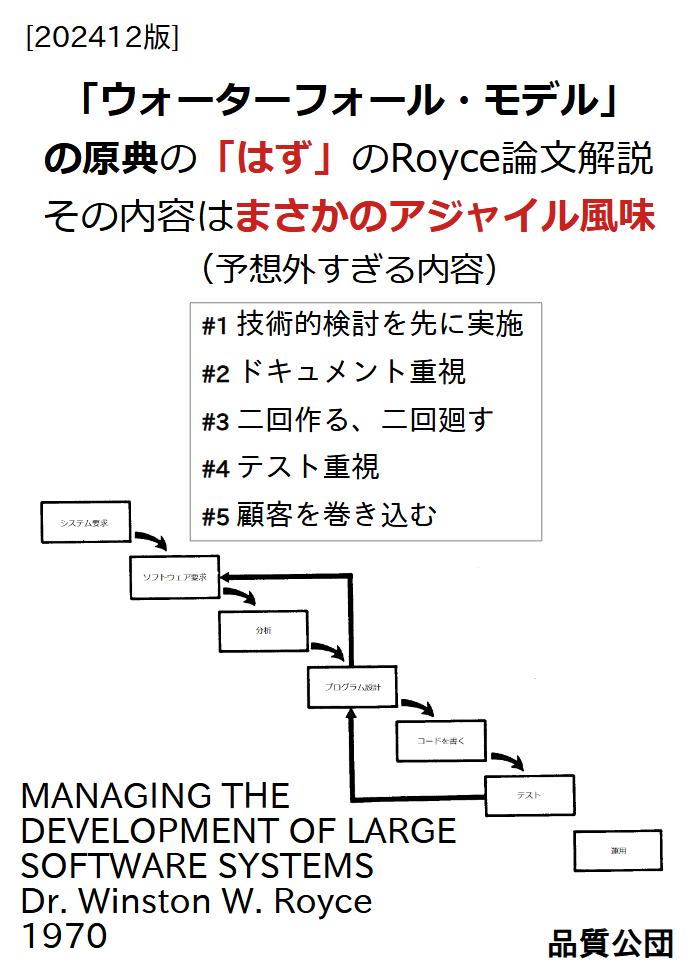 [202412版]
「ウォーターフォール・モデル」
の原典の「はず」のRoyce論文解説
その内容はまさかのアジャイル風味
（予想外すぎる内容）
#1 技術的検討を先に実施
#2 ドキュメント重視
#3 二回作る、二回廻す
#4 テスト重視
#5 顧客を巻き込む
システム要求
ソフトウェア要求
分析
プログラム設計
コードを書く
テスト
運用
MANAGING THE
DEVELOPMENT OF LARGE
SOFTWARE SYSTEMS
Dr. Winston W. Royce
1970
品質公団